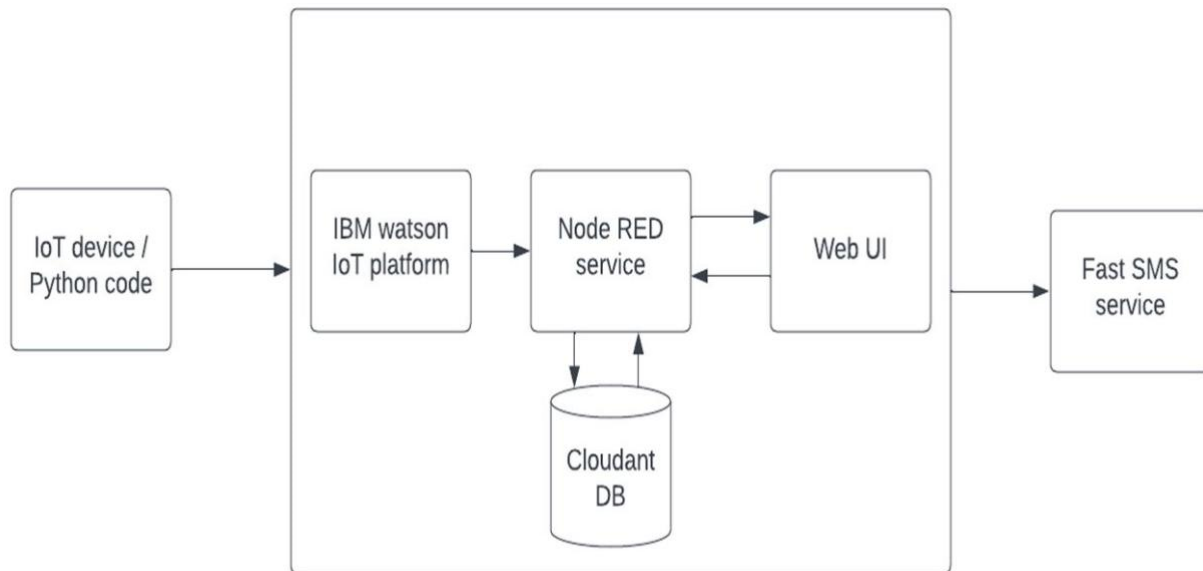 IoT device /
Python code
IBM watson
IoT platform
Node RED
service
Web UI
Cloudant
DB
Fast SMS
service